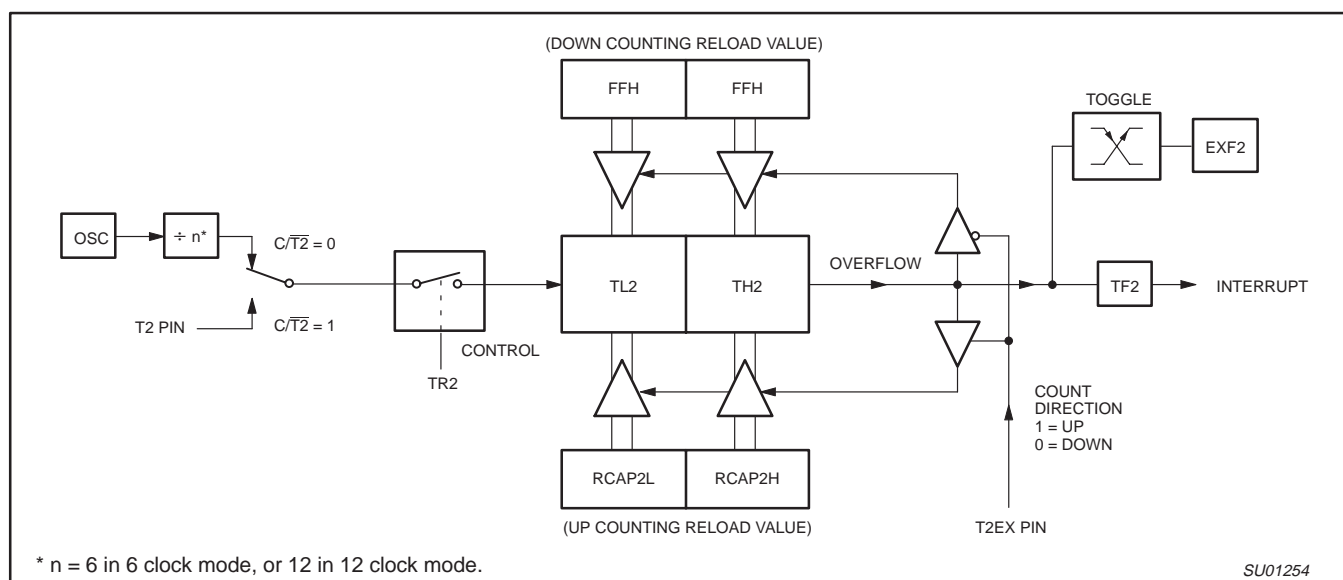 (DOWN COUNTING RELOAD VALUE)
FFH
FFH
TOGGLE
EXF2
OSC
÷ n*
C/T2̅ = 0
OVERFLOW
TL2
TH2
TF2
INTERRUPT
T2 PIN
C/T2̅ = 1
CONTROL
TR2
COUNT
DIRECTION
1 = UP
0 = DOWN
RCAP2L
RCAP2H
(UP COUNTING RELOAD VALUE)
T2EX PIN
* n = 6 in 6 clock mode, or 12 in 12 clock mode.
SU01254